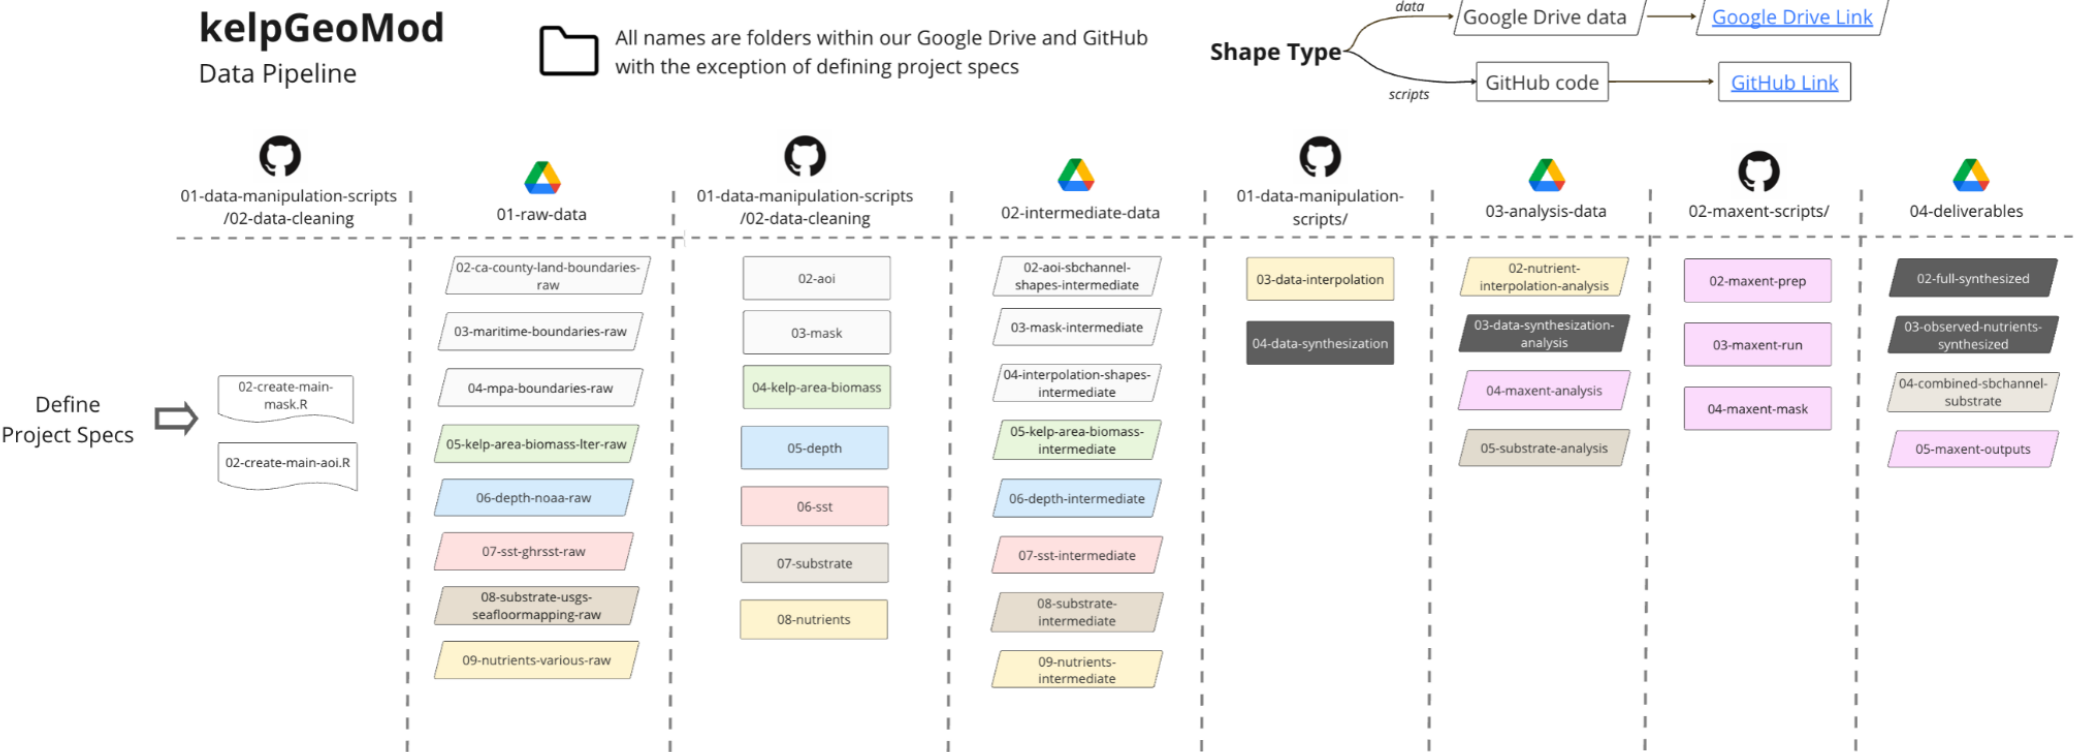 kelpGeoMod
Data Pipeline
All names are folders within our Google Drive and GitHub
with the exception of defining project specs
Shape Type
data
Google Drive data
Google Drive Link
scripts
GitHub code
GitHub Link
01-data-manipulation-scripts
/02-data-cleaning
01-raw-data
01-data-manipulation-scripts
/02-data-cleaning
02-intermediate-data
01-data-manipulation-
scripts/
03-analysis-data
02-maxent-scripts/
04-deliverables
Define
Project Specs
02-create-main-
mask.R
02-create-main-aoi.R
02-ca-county-land-boundaries-
raw
03-maritime-boundaries-raw
04-mpa-boundaries-raw
05-kelp-area-biomass-lter-raw
06-depth-noaa-raw
07-sst-ghrsst-raw
08-substrate-usgs-
seafloormapping-raw
09-nutrients-various-raw
02-aoi
03-mask
04-kelp-area-biomass
05-depth
06-sst
07-substrate
08-nutrients
02-aoi-sbchannel-
shapes-intermediate
03-mask-intermediate
04-interpolation-shapes-
intermediate
05-kelp-area-biomass-
intermediate
06-depth-intermediate
07-sst-intermediate
08-substrate-
intermediate
09-nutrients-
intermediate
03-data-interpolation
04-data-synthesization
02-nutrient-
interpolation-analysis
03-data-synthesization-
analysis
04-maxent-analysis
05-substrate-analysis
02-maxent-prep
03-maxent-run
04-maxent-mask
02-full-synthesized
03-observed-nutrients-
synthesized
04-combined-sbchannel-
substrate
05-maxent-outputs